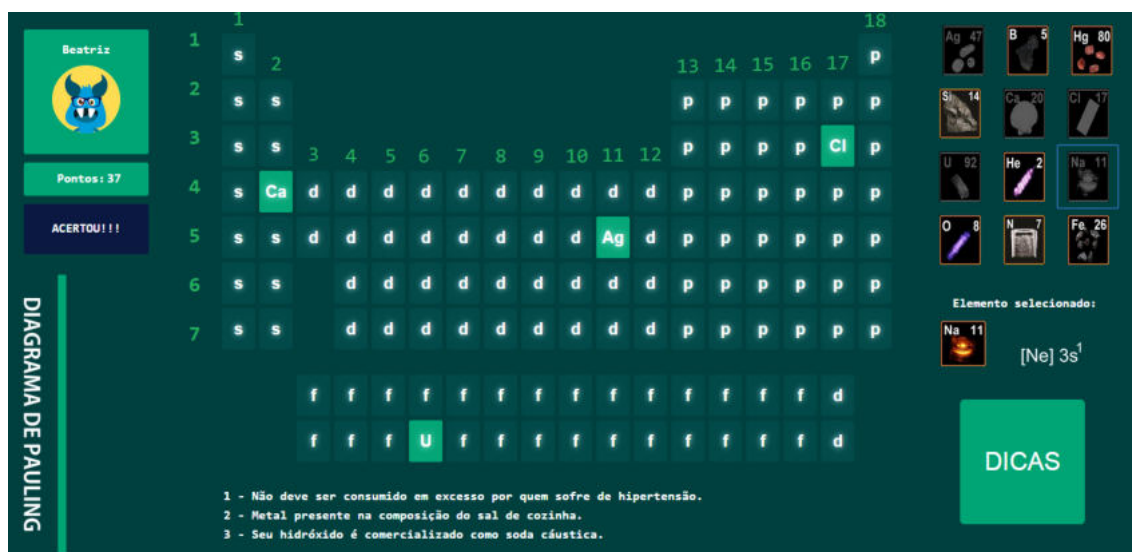 1 18
Beatriz
1 s p
2 13 14 15 16 17
2 s s p p p p p p
3 s s 3 4 5 6 7 8 9 10 11 12 p p p p Cl p
4 s Ca d d d d d d d d d d p p p p p p
5 s s d d d d d d d d Ag d p p p p p p
6 s s d d d d d d d d d p p p p p p
7 s s d d d d d d d d d p p p p p p
f f f f f f f f f f f f f f d
f f f U f f f f f f f f f f d
Pontos: 37
ACERTOU!!!
DIAGRAMA DE PAULING
Ag 47 B 5 Hg 80
Si 14 Ca 20 Cl 17
U 92 He 2 Na 11
O 8 N 7 Fe 26
Elemento selecionado:
Na 11
[Ne] 3s¹
DICAS
1 - Não deve ser consumido em excesso por quem sofre de hipertensão.
2 - Metal presente na composição do sal de cozinha.
3 - Seu hidróxido é comercializado como soda cáustica.